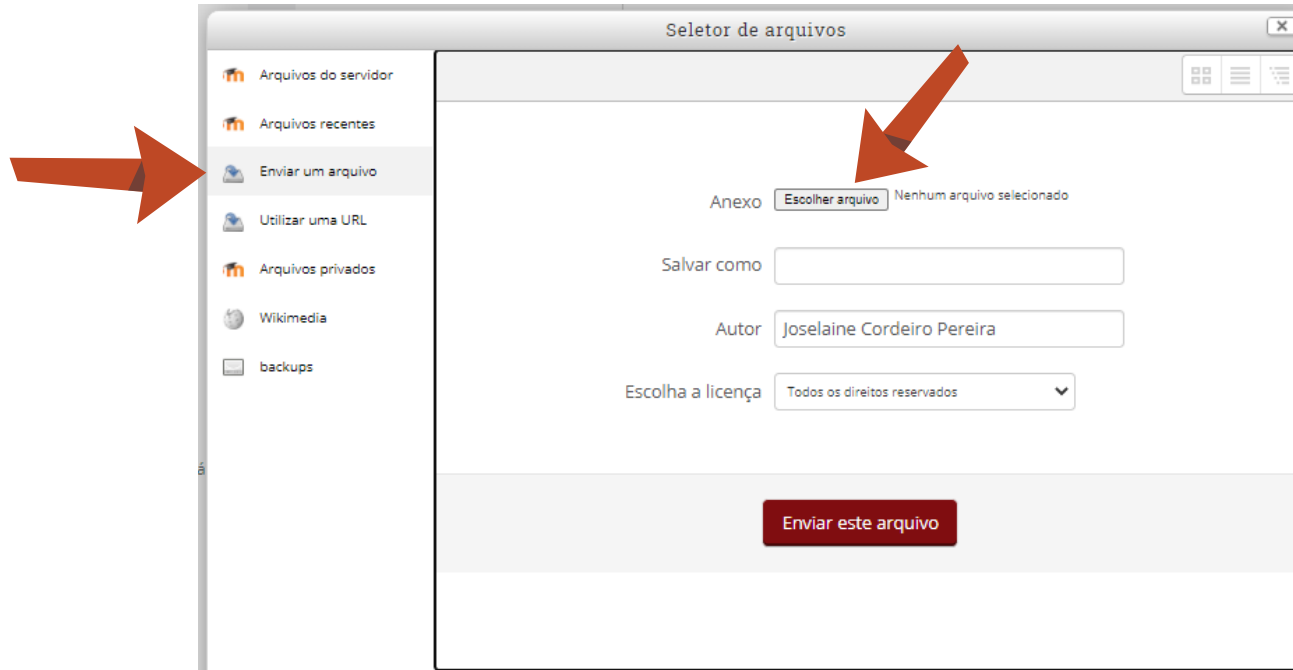 Seletor de arquivos
Arquivos do servidor
Arquivos recentes
Enviar um arquivo
Utilizar uma URL
Arquivos privados
Wikimedia
backups
Anexo Escolher arquivo Nenhum arquivo selecionado
Salvar como
Autor Joselaine Cordeiro Pereira
Escolha a licença Todos os direitos reservados
Enviar este arquivo
á